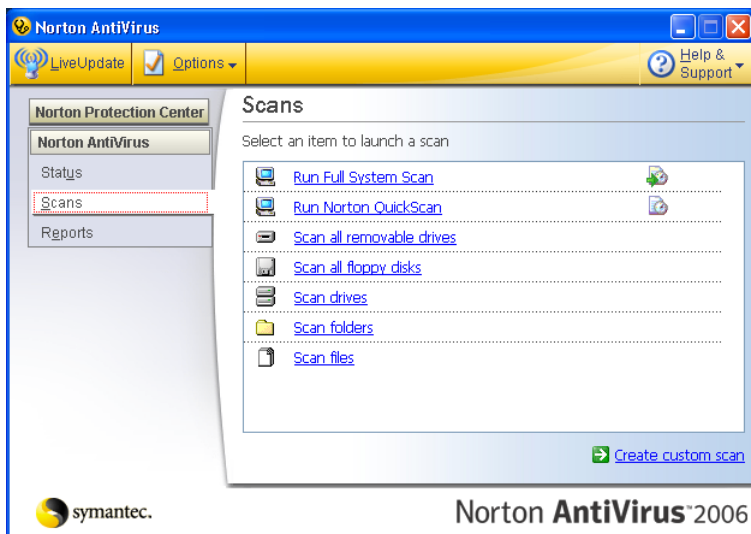 Norton AntiVirus
LiveUpdate
Options
Help &
Support
Norton Protection Center
Norton AntiVirus
Status
Scans
Reports
Scans
Select an item to launch a scan
Run Full System Scan
Run Norton QuickScan
Scan all removable drives
Scan all floppy disks
Scan drives
Scan folders
Scan files
Create custom scan
symantec.
Norton AntiVirus™2006